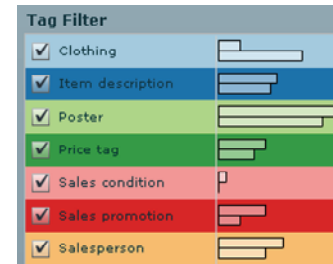 Tag Filter
Clothing
Item description
Poster
Price tag
Sales condition
Sales promotion
Salesperson